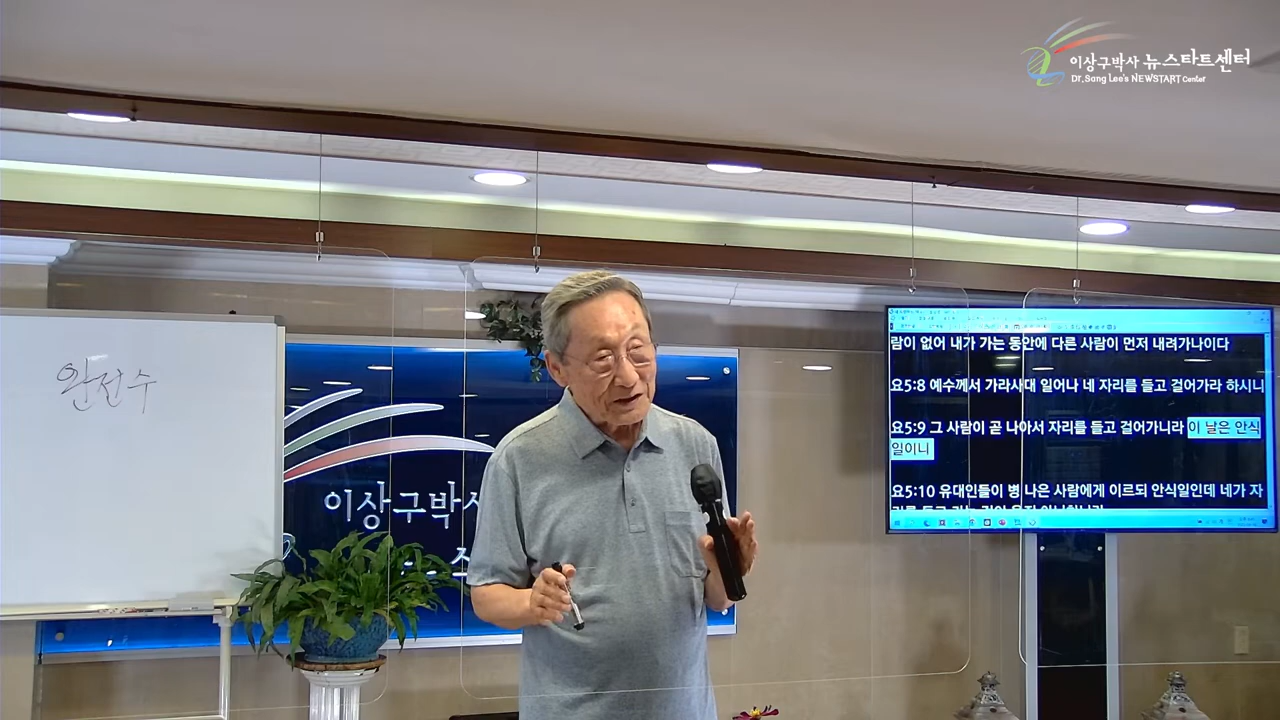 이상구박사 뉴스타트센터
Dr. Sang Lee's NEWSTART Center
완전수
이상구박사
람이 없어 내가 가는 동안에 다른 사람이 먼저 내려가나이다
요5:8 예수께서 가라사대 일어나 네 자리를 들고 걸어가라 하시니
요5:9 그 사람이 곧 나아서 자리를 들고 걸어가니라 이 날은 안식
일이니
요5:10 유대인들이 병 나은 사람에게 이르되 안식일인데 네가 자